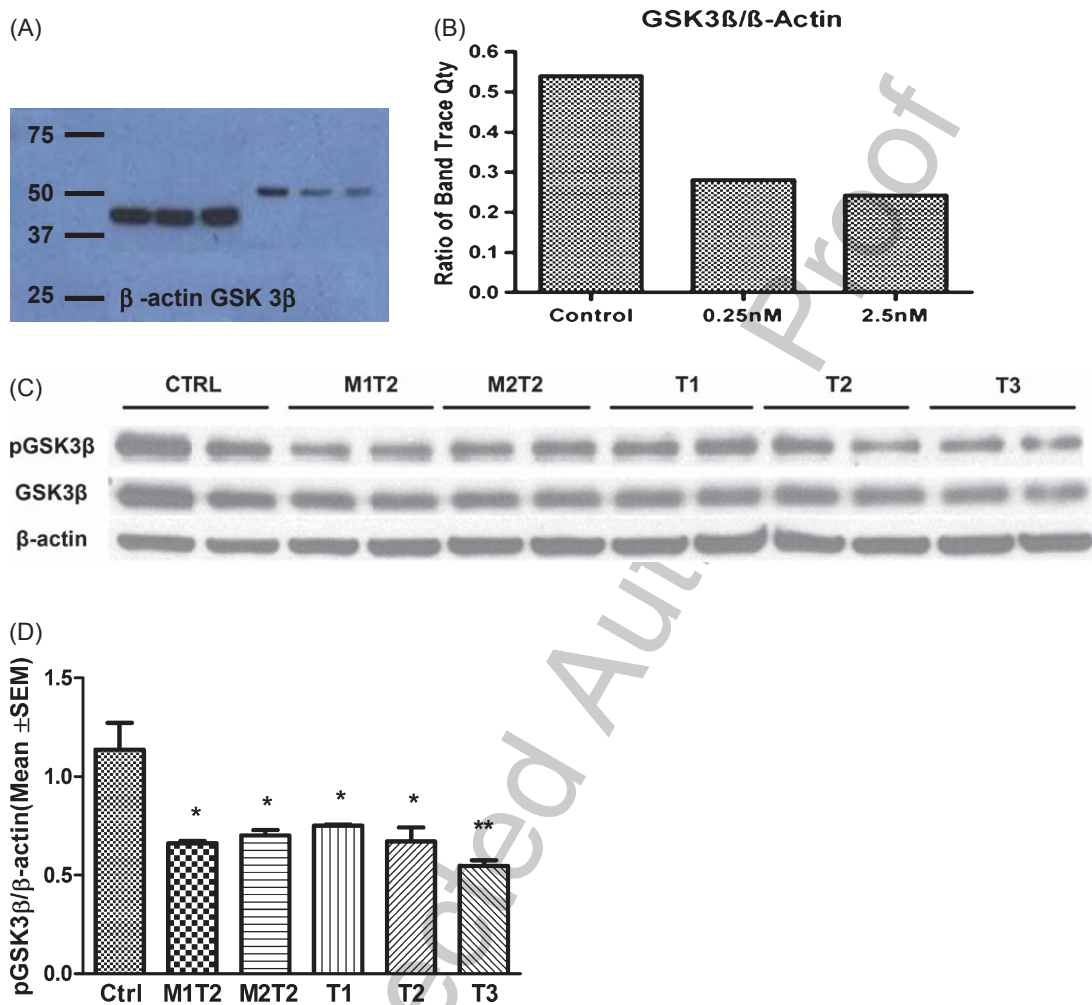 (A)
75
50
37
25
β -actin GSK 3β
(B)
GSK3ß/ß-Actin
Ratio of Band Trace Qty
0.6
0.5
0.4
0.3
0.2
0.1
0.0
Control 0.25nM 2.5nM
(C)
CTRL M1T2 M2T2 T1 T2 T3
pGSK3β
GSK3β
β-actin
(D)
pGSK3β/β-actin(Mean ±SEM)
1.5
1.0
0.5
0.0
* * * * **
Ctrl M1T2 M2T2 T1 T2 T3
Proof